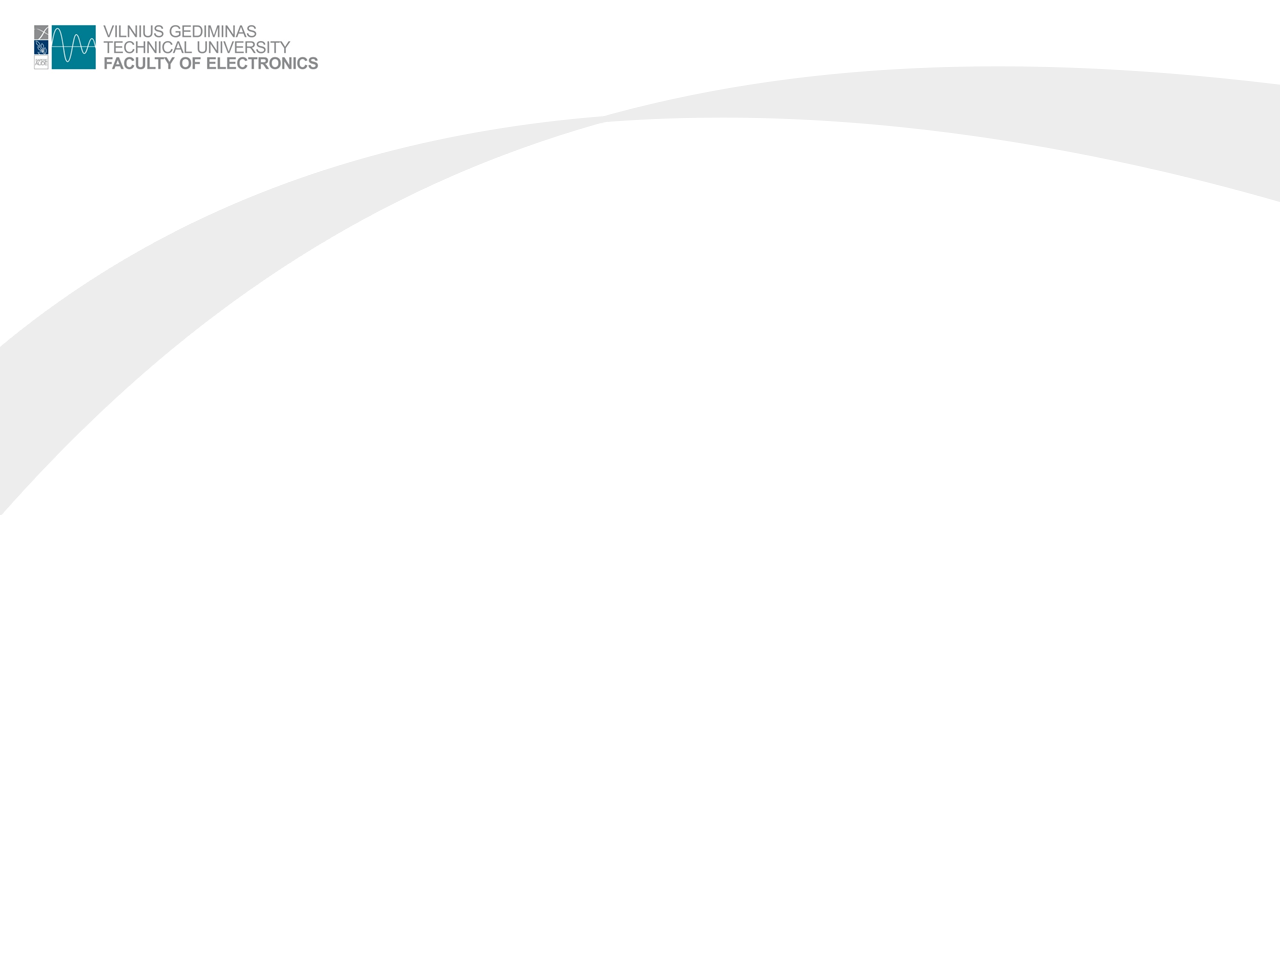 VILNIUS GEDIMINAS
TECHNICAL UNIVERSITY
FACULTY OF ELECTRONICS